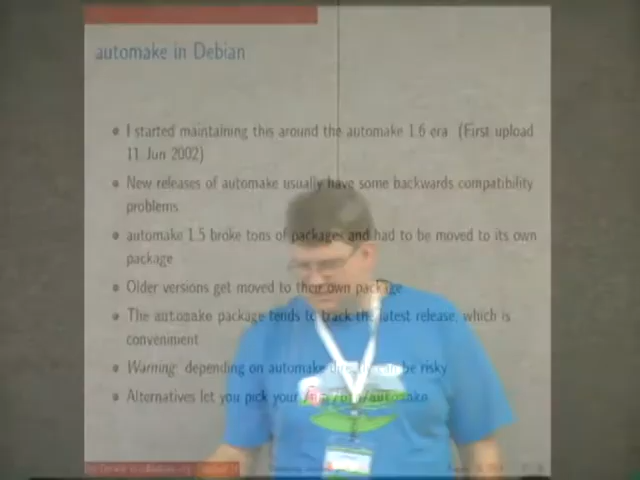 automake in Debian
I started maintaining this around the automake 1.6 era (First upload
11 Jun 2002)
New releases of automake usually have some backwards compatibility
problems
automake 1.5 broke tons of packages and had to be moved to its own
package
Older versions get moved to their own package
The automake package tends to track the latest release, which is
convenient
Warning: depending on automake directly can be risky
Alternatives let you pick your /usr/bin/automake